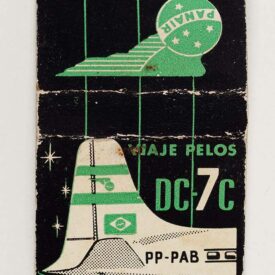 PANAIR
VIAJE PELOS
DC-7C
PP-PAB